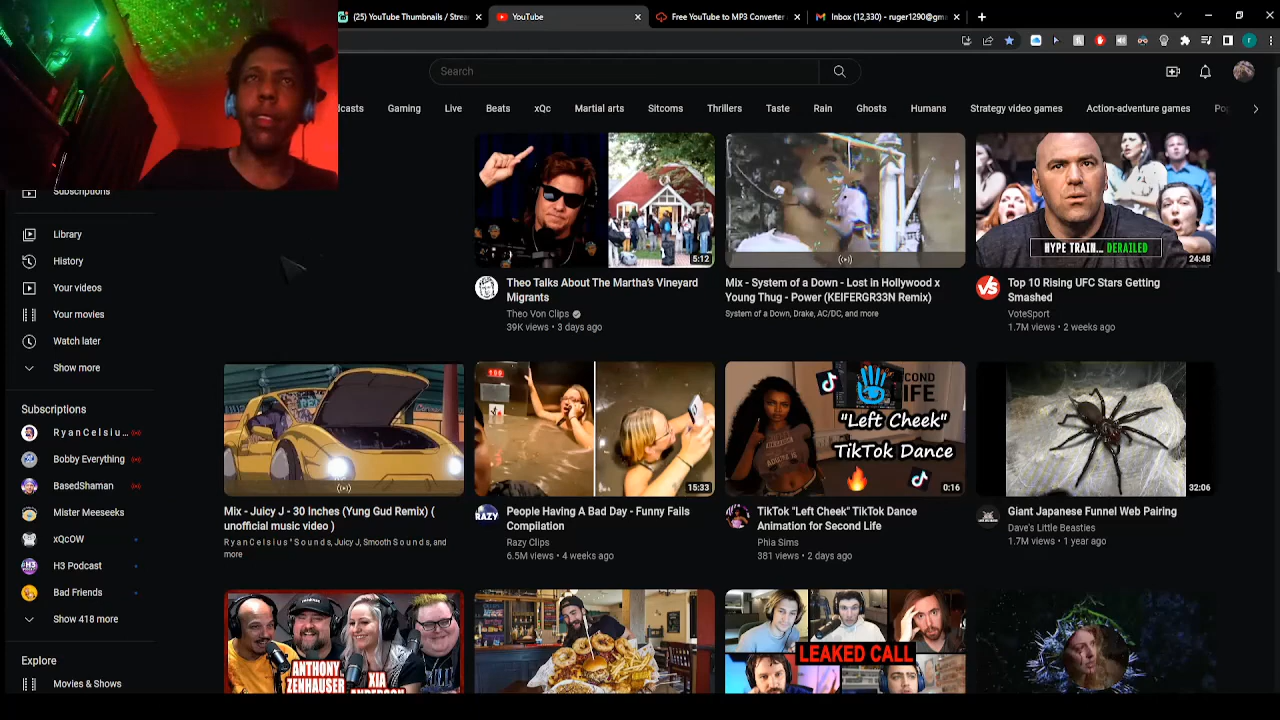 (25) YouTube Thumbnails / Strea
YouTube
Free YouTube to MP3 Converter
Inbox (12,330) - ruger1290@gm
Search
dcasts
Gaming
Live
Beats
xQc
Martial arts
Sitcoms
Thrillers
Taste
Rain
Ghosts
Humans
Strategy video games
Action-adventure games
Po
Subscriptions
Library
History
Your videos
Your movies
Watch later
Show more
Subscriptions
R y a n C e l s i u ...
Bobby Everything
BasedShaman
Mister Meeseeks
xQcOW
H3 Podcast
Bad Friends
Show 418 more
Explore
Movies & Shows
5:12
Theo Talks About The Martha's Vineyard
Migrants
Theo Von Clips
39K views • 3 days ago
Mix - System of a Down - Lost in Hollywood x
Young Thug - Power (KEIFERGR33N Remix)
System of a Down, Drake, AC/DC, and more
HYPE TRAIN... DERAILED
24:48
VS
Top 10 Rising UFC Stars Getting
Smashed
VoteSport
1.7M views • 2 weeks ago
Mix - Juicy J - 30 Inches (Yung Gud Remix) (
unofficial music video )
R y a n C e l s i u s ° S o u n d s, Juicy J, Smooth S o u n d s, and
more
15:33
RAZY
People Having A Bad Day - Funny Fails
Compilation
Razy Clips
6.5M views • 4 weeks ago
COND
IFE
"Left Cheek"
TikTok Dance
0:16
TikTok "Left Cheek" TikTok Dance
Animation for Second Life
Phia Sims
381 views • 2 days ago
32:06
Giant Japanese Funnel Web Pairing
Dave's Little Beasties
1.7M views • 1 year ago
ANTHONY
ZENHAUSER
XIA
ANDERSON
LEAKED CALL